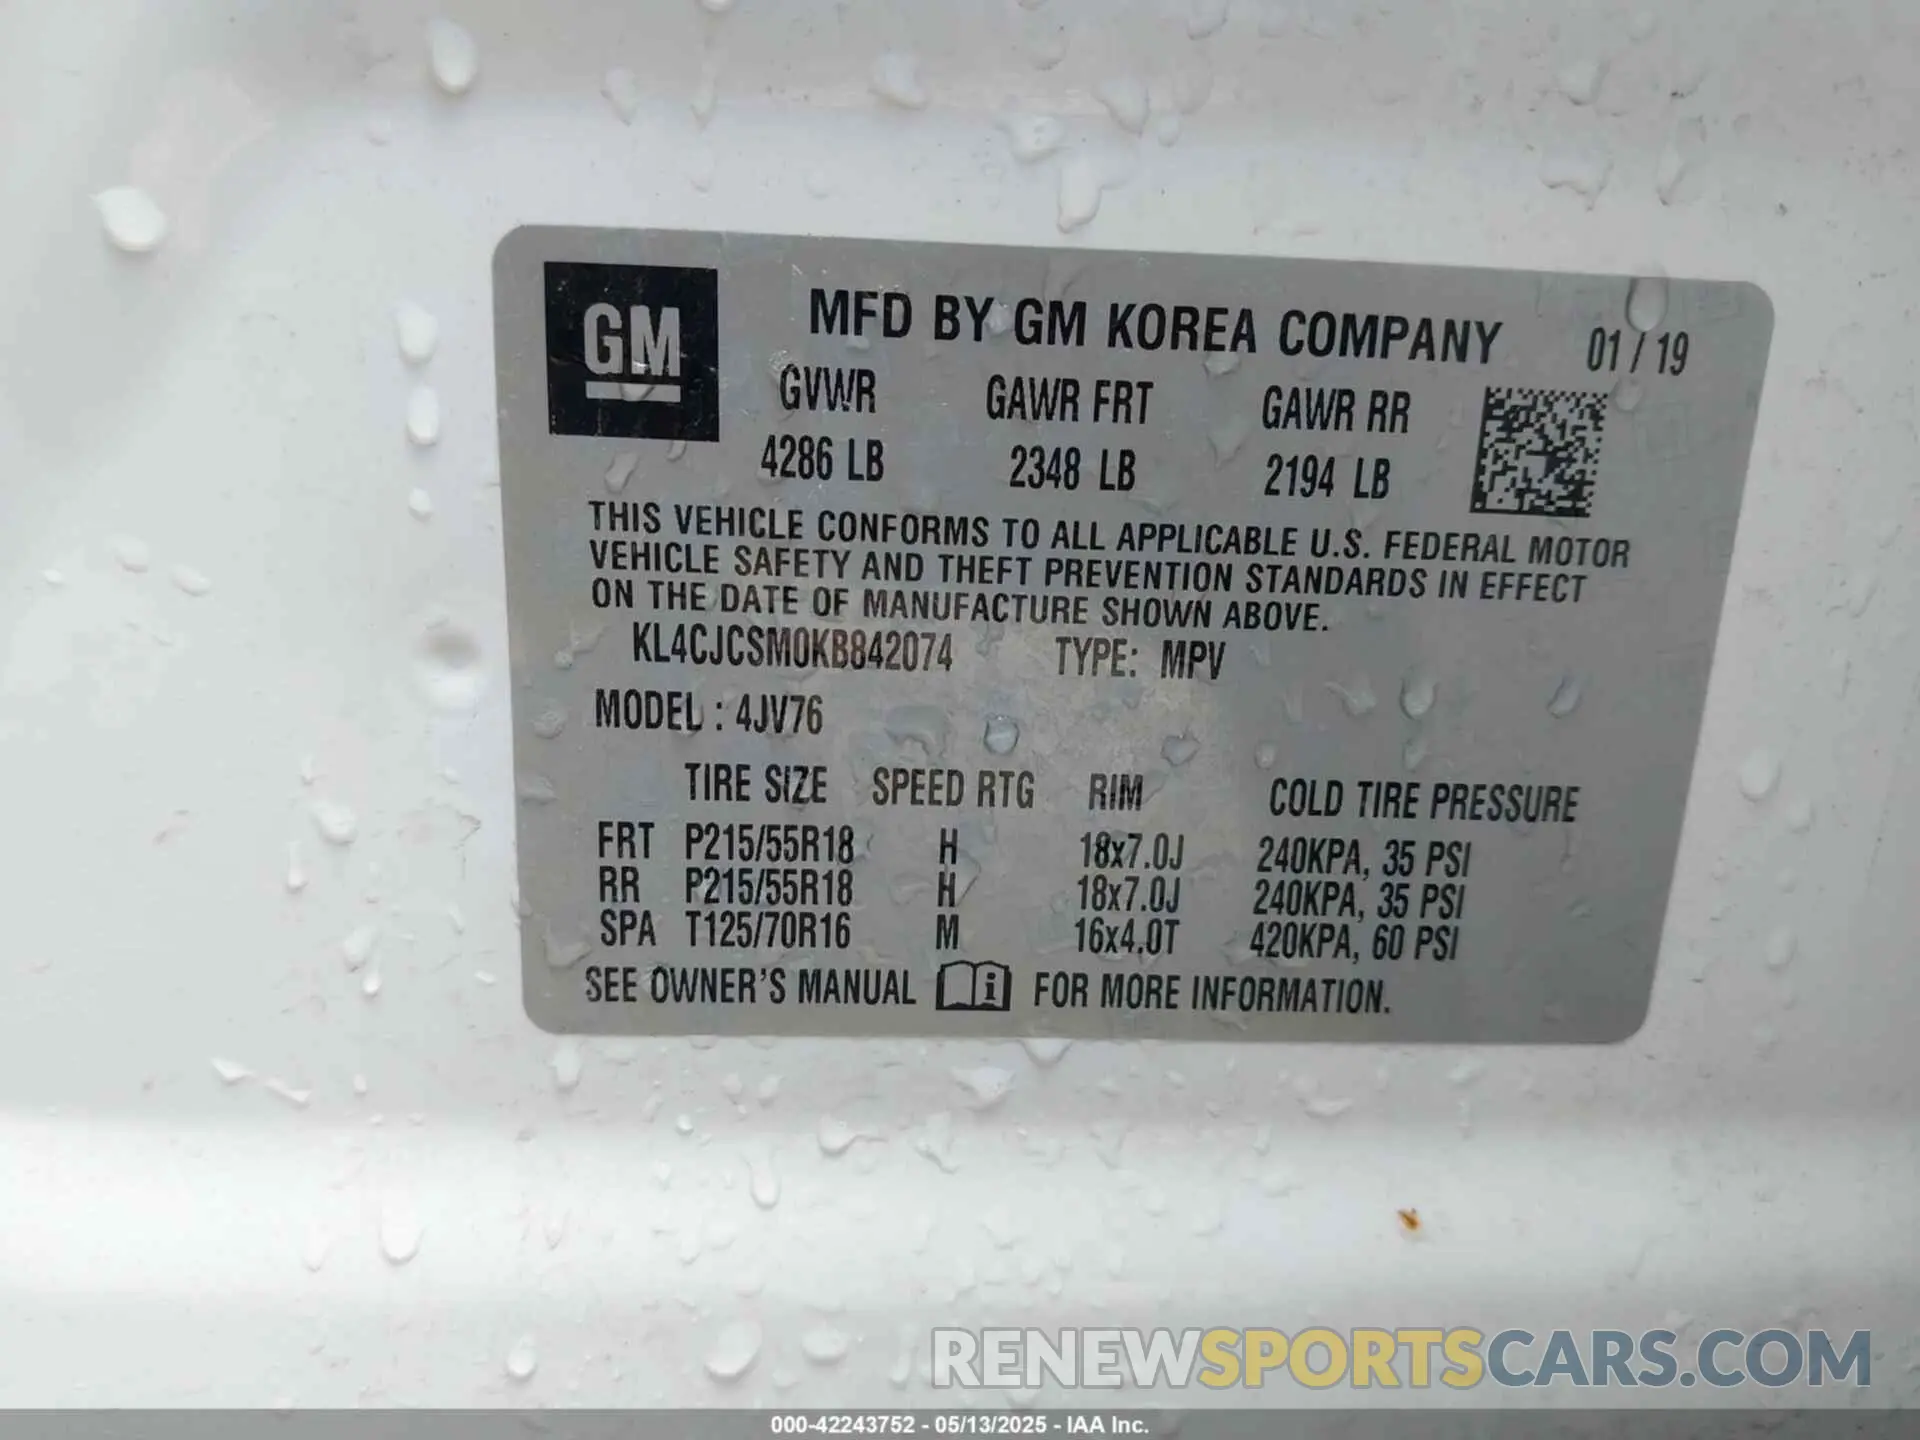 GM
MFD BY GM KOREA COMPANY 01 / 19
GVWR GAWR FRT GAWR RR
4286 LB 2348 LB 2194 LB
THIS VEHICLE CONFORMS TO ALL APPLICABLE U.S. FEDERAL MOTOR
VEHICLE SAFETY AND THEFT PREVENTION STANDARDS IN EFFECT
ON THE DATE OF MANUFACTURE SHOWN ABOVE.
KL4CJCSM0KB842074 TYPE: MPV
MODEL : 4JV76
TIRE SIZE SPEED RTG RIM COLD TIRE PRESSURE
FRT P215/55R18 H 18x7.0J 240KPA, 35 PSI
RR P215/55R18 H 18x7.0J 240KPA, 35 PSI
SPA T125/70R16 M 16x4.0T 420KPA, 60 PSI
SEE OWNER'S MANUAL FOR MORE INFORMATION.
RENEWSPORTSCARS.COM
000-42243752 - 05/13/2025 - IAA Inc.